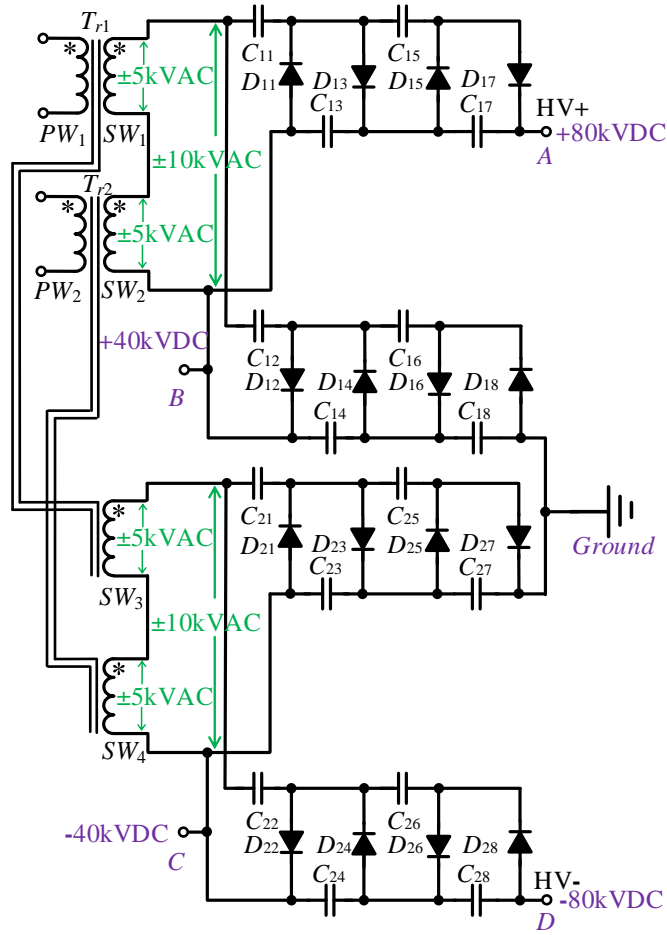 Tr1
C11 C15
* *
±5kVAC
D11 D13 D15 D17
C13 C17
HV+
+80kVDC
PW1 SW1
A
±10kVAC
Tr2
* *
±5kVAC
PW2 SW2
+40kVDC
C12 C16
D12 D14 D16 D18
B
C14 C18
*
C21 C25
±5kVAC
D21 D23 D25 D27
Ground
C23 C27
SW3
±10kVAC
*
±5kVAC
SW4
C22 C26
-40kVDC
D22 D24 D26 D28
C
C24 C28
HV-
-80kVDC
D